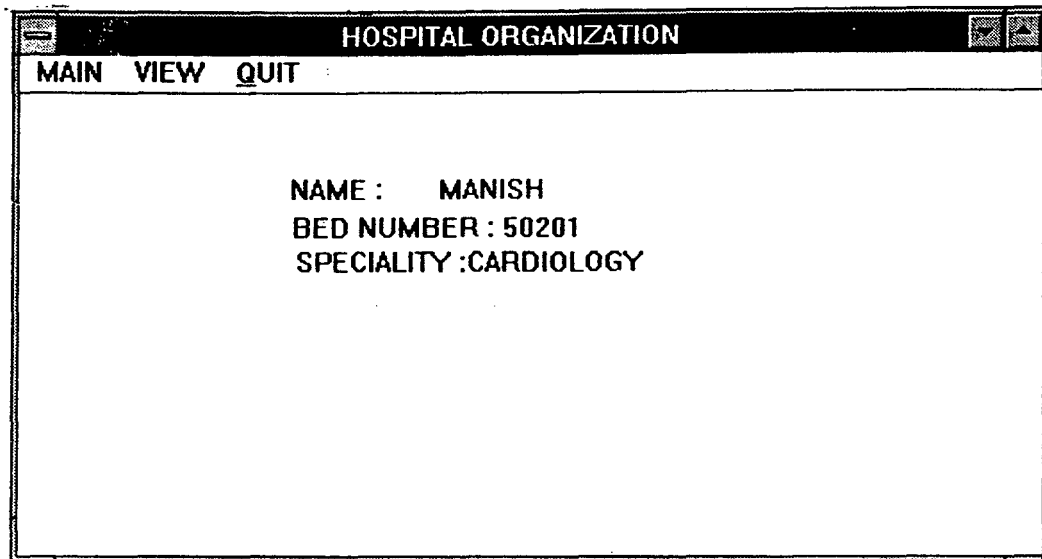 HOSPITAL ORGANIZATION
MAIN VIEW QUIT
NAME : MANISH
BED NUMBER : 50201
SPECIALITY :CARDIOLOGY